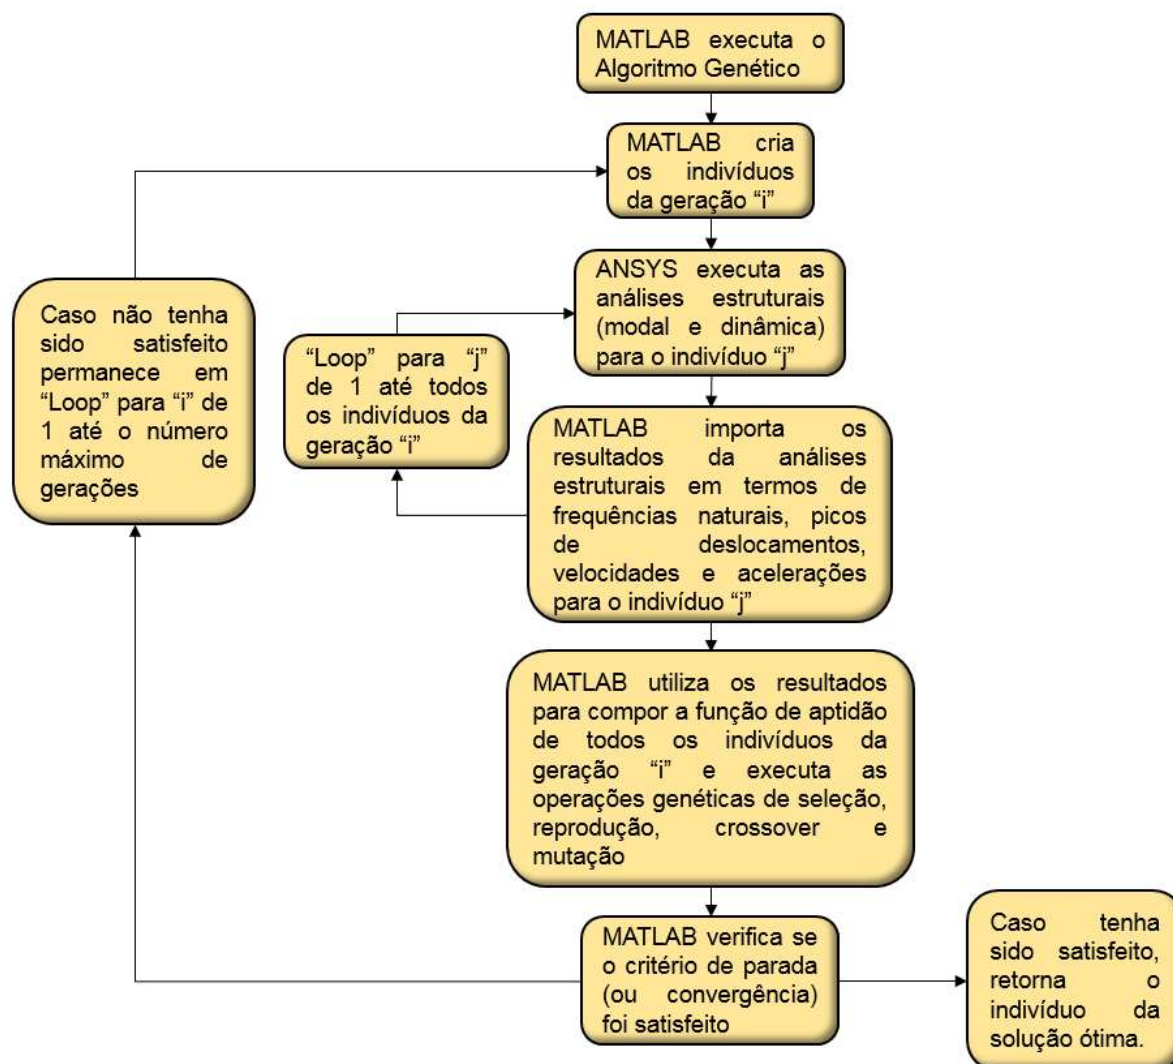 MATLAB executa o
Algoritmo Genético
MATLAB cria
os indivíduos
da geração “i”
ANSYS executa as
análises estruturais
(modal e dinâmica)
para o indivíduo “j”
“Loop” para “j”
de 1 até todos
os indivíduos da
geração “i”
Caso não tenha
sido satisfeito
permanece em
“Loop” para “i” de
1 até o número
máximo de
gerações
MATLAB importa os
resultados da análises
estruturais em termos de
frequências naturais, picos
de deslocamentos,
velocidades e acelerações
para o indivíduo “j”
MATLAB utiliza os resultados
para compor a função de aptidão
de todos os indivíduos da
geração “i” e executa as
operações genéticas de seleção,
reprodução, crossover e
mutação
MATLAB verifica se
o critério de parada
(ou convergência)
foi satisfeito
Caso tenha
sido satisfeito,
retorna o
indivíduo da
solução ótima.